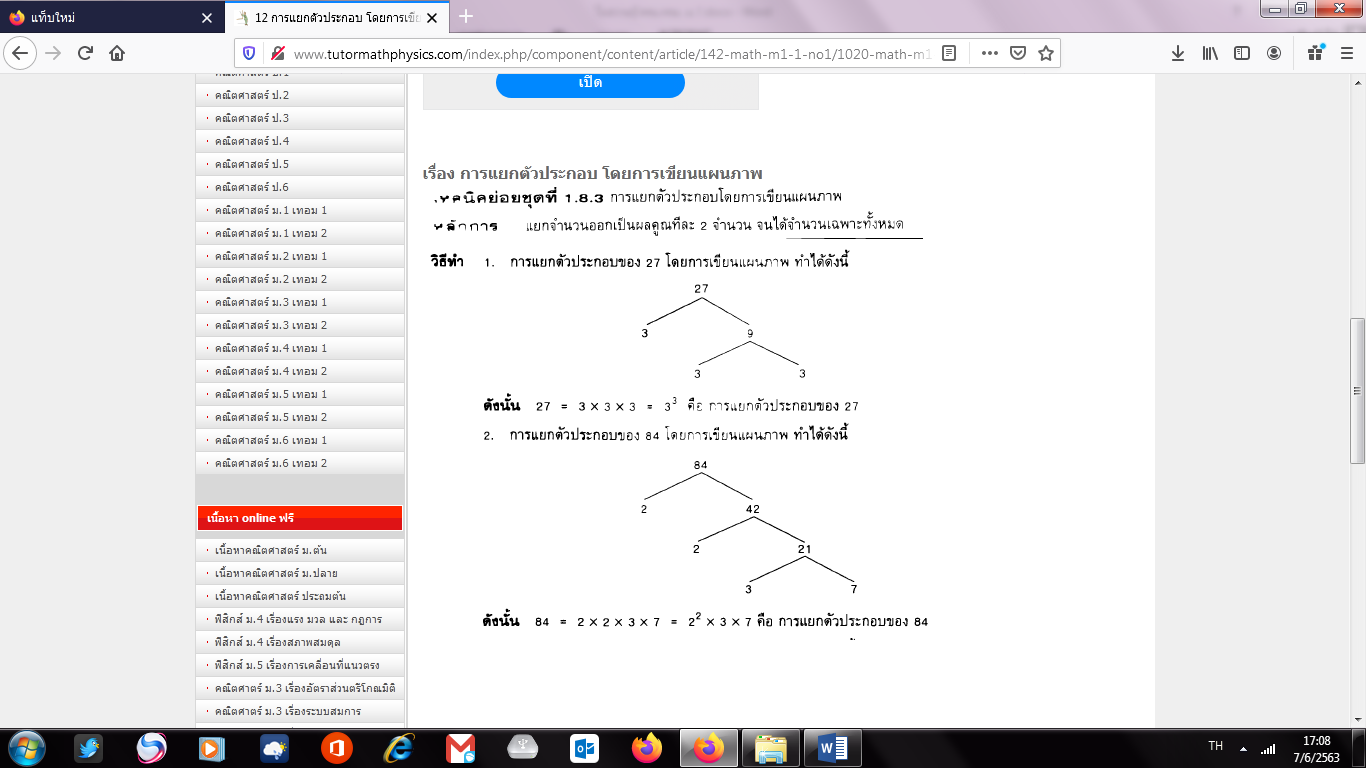 แท็บใหม่
12 การแยกตัวประกอบ โดยการเขีย
www.tutormathphysics.com/index.php/component/content/article/142-math-m1-1-no1/1020-math-m1
คณิตศาสตร์ ป.1
คณิตศาสตร์ ป.2
คณิตศาสตร์ ป.3
คณิตศาสตร์ ป.4
คณิตศาสตร์ ป.5
คณิตศาสตร์ ป.6
คณิตศาสตร์ ม.1 เทอม 1
คณิตศาสตร์ ม.1 เทอม 2
คณิตศาสตร์ ม.2 เทอม 1
คณิตศาสตร์ ม.2 เทอม 2
คณิตศาสตร์ ม.3 เทอม 1
คณิตศาสตร์ ม.3 เทอม 2
คณิตศาสตร์ ม.4 เทอม 1
คณิตศาสตร์ ม.4 เทอม 2
คณิตศาสตร์ ม.5 เทอม 1
คณิตศาสตร์ ม.5 เทอม 2
คณิตศาสตร์ ม.6 เทอม 1
คณิตศาสตร์ ม.6 เทอม 2
เนื้อหา online ฟรี
เนื้อหาคณิตศาสตร์ ม.ต้น
เนื้อหาคณิตศาสตร์ ม.ปลาย
เนื้อหาคณิตศาสตร์ ประถมต้น
ฟิสิกส์ ม.4 เรื่องแรง มวล และ กฎการ
ฟิสิกส์ ม.4 เรื่องสภาพสมดุล
ฟิสิกส์ ม.5 เรื่องการเคลื่อนที่แนวตรง
คณิตศาตร์ ม.3 เรื่องอัตราส่วนตรีโกณมิติ
คณิตศาตร์ ม.3 เรื่องระบบสมการ
เปิด
เรื่อง การแยกตัวประกอบ โดยการเขียนแผนภาพ
เทคนิคย่อยชุดที่ 1.8.3 การแยกตัวประกอบโดยการเขียนแผนภาพ
หลักการ แยกจำนวนออกเป็นผลคูณทีละ 2 จำนวน จนได้จำนวนเฉพาะทั้งหมด
วิธีทำ 1. การแยกตัวประกอบของ 27 โดยการเขียนแผนภาพ ทำได้ดังนี้
27
3 9
3 3
ดังนั้น 27 = 3 × 3 × 3 = 3³ คือ การแยกตัวประกอบของ 27
2. การแยกตัวประกอบของ 84 โดยการเขียนแผนภาพ ทำได้ดังนี้
84
2 42
2 21
3 7
ดังนั้น 84 = 2 × 2 × 3 × 7 = 2² × 3 × 7 คือ การแยกตัวประกอบของ 84
TH
17:08
7/6/2563